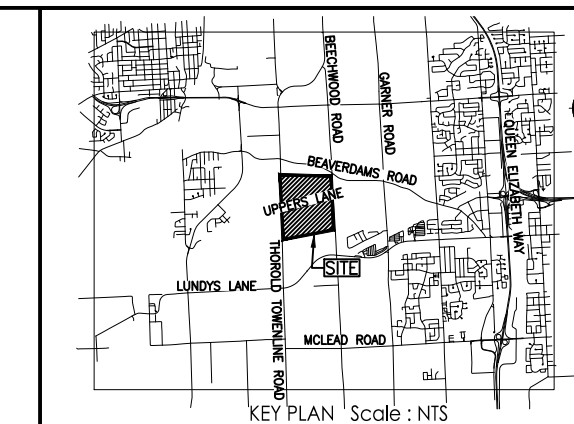 BEECHWOOD ROAD
GARNER ROAD
QUEEN ELIZABETH WAY
BEAVERDAMS ROAD
UPPERS LANE
THOROLD TOWENLINE ROAD
SITE
LUNDYS LANE
MCLEAD ROAD
KEY PLAN Scale : NTS